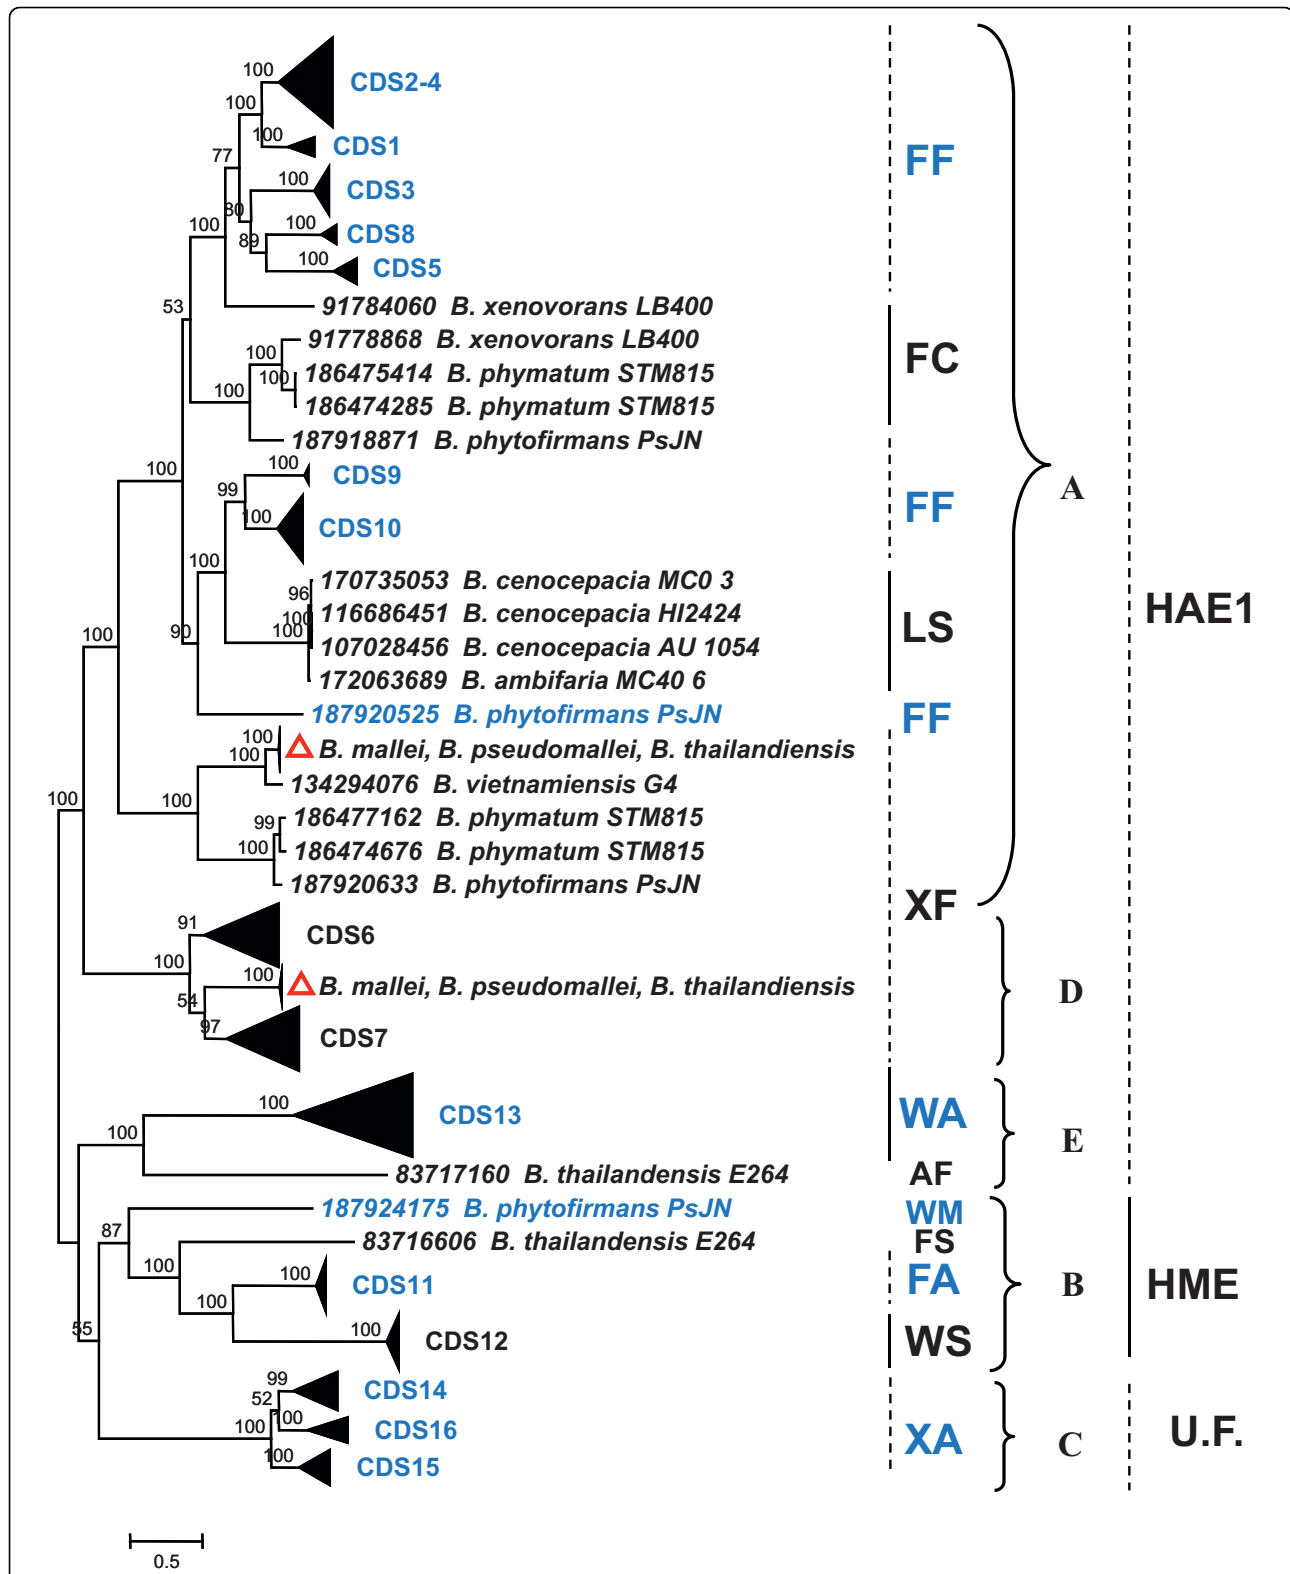 100 CDS2-4
100
100 CDS1
77 FF
100 CDS3
80
100 CDS8
100 89
100 CDS5
53 91784060 B. xenovorans LB400
91778868 B. xenovorans LB400
100 FC
100 186475414 B. phymatum STM815
100 186474285 B. phymatum STM815
187918871 B. phytofirmans PsJN
100 100 CDS9
99 A
100 CDS10 FF
100
170735053 B. cenocepacia MC0 3
96
116686451 B. cenocepacia HI2424 HAE1
100
100 90 100 107028456 B. cenocepacia AU 1054 LS
172063689 B. ambifaria MC40 6
187920525 B. phytofirmans PsJN FF
100 B. mallei, B. pseudomallei, B. thailandiensis
100
134294076 B. vietnamiensis G4
100 100 186477162 B. phymatum STM815
99
100 186474676 B. phymatum STM815
187920633 B. phytofirmans PsJN
XF
91 CDS6
100 100 B. mallei, B. pseudomallei, B. thailandiensis D
54
97 CDS7
100 CDS13 WA
100 E
83717160 B. thailandensis E264 AF
187924175 B. phytofirmans PsJN WM
87 83716606 B. thailandensis E264 FS
100 100 CDS11 FA B HME
100
55 100 CDS12 WS
99 CDS14
52
100 100 CDS16 XA C U.F.
100 CDS15
0.5